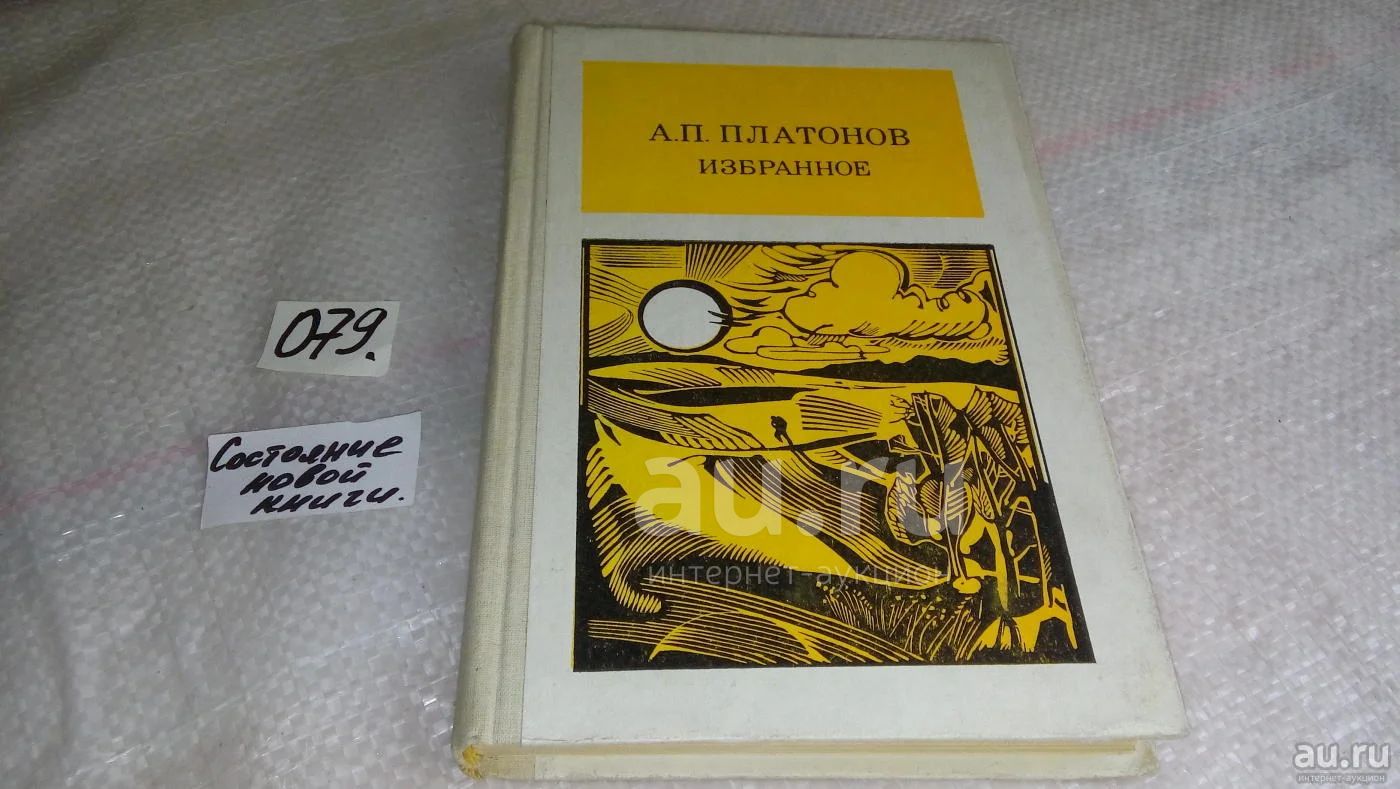 А.П. ПЛАТОНОВ
ИЗБРАННОЕ
079.
Состояние
новой
книги.
au.ru
интернет-аукцион
au.ru
интернет-аукцион